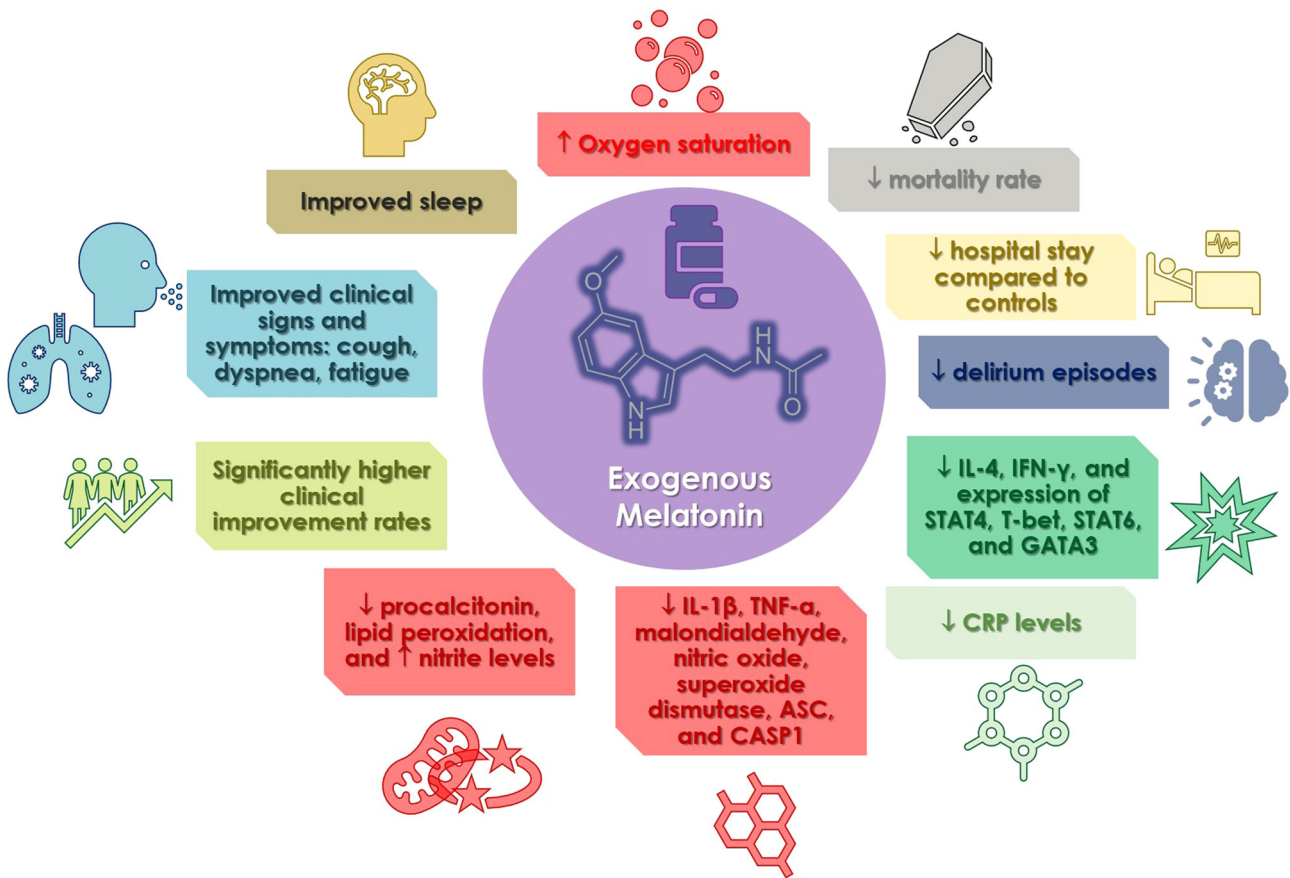 ↑ Oxygen saturation
↓ mortality rate
Improved sleep
↓ hospital stay
compared to
controls
Improved clinical
signs and
symptoms: cough,
dyspnea, fatigue
↓ delirium episodes
O
N
H
O
N
H
Exogenous
Melatonin
Significantly higher
clinical
improvement rates
↓ IL-4, IFN-γ, and
expression of
STAT4, T-bet, STAT6,
and GATA3
↓ procalcitonin,
lipid peroxidation,
and ↑ nitrite levels
↓ IL-1β, TNF-α,
malondialdehyde,
nitric oxide,
superoxide
dismutase, ASC,
and CASP1
↓ CRP levels